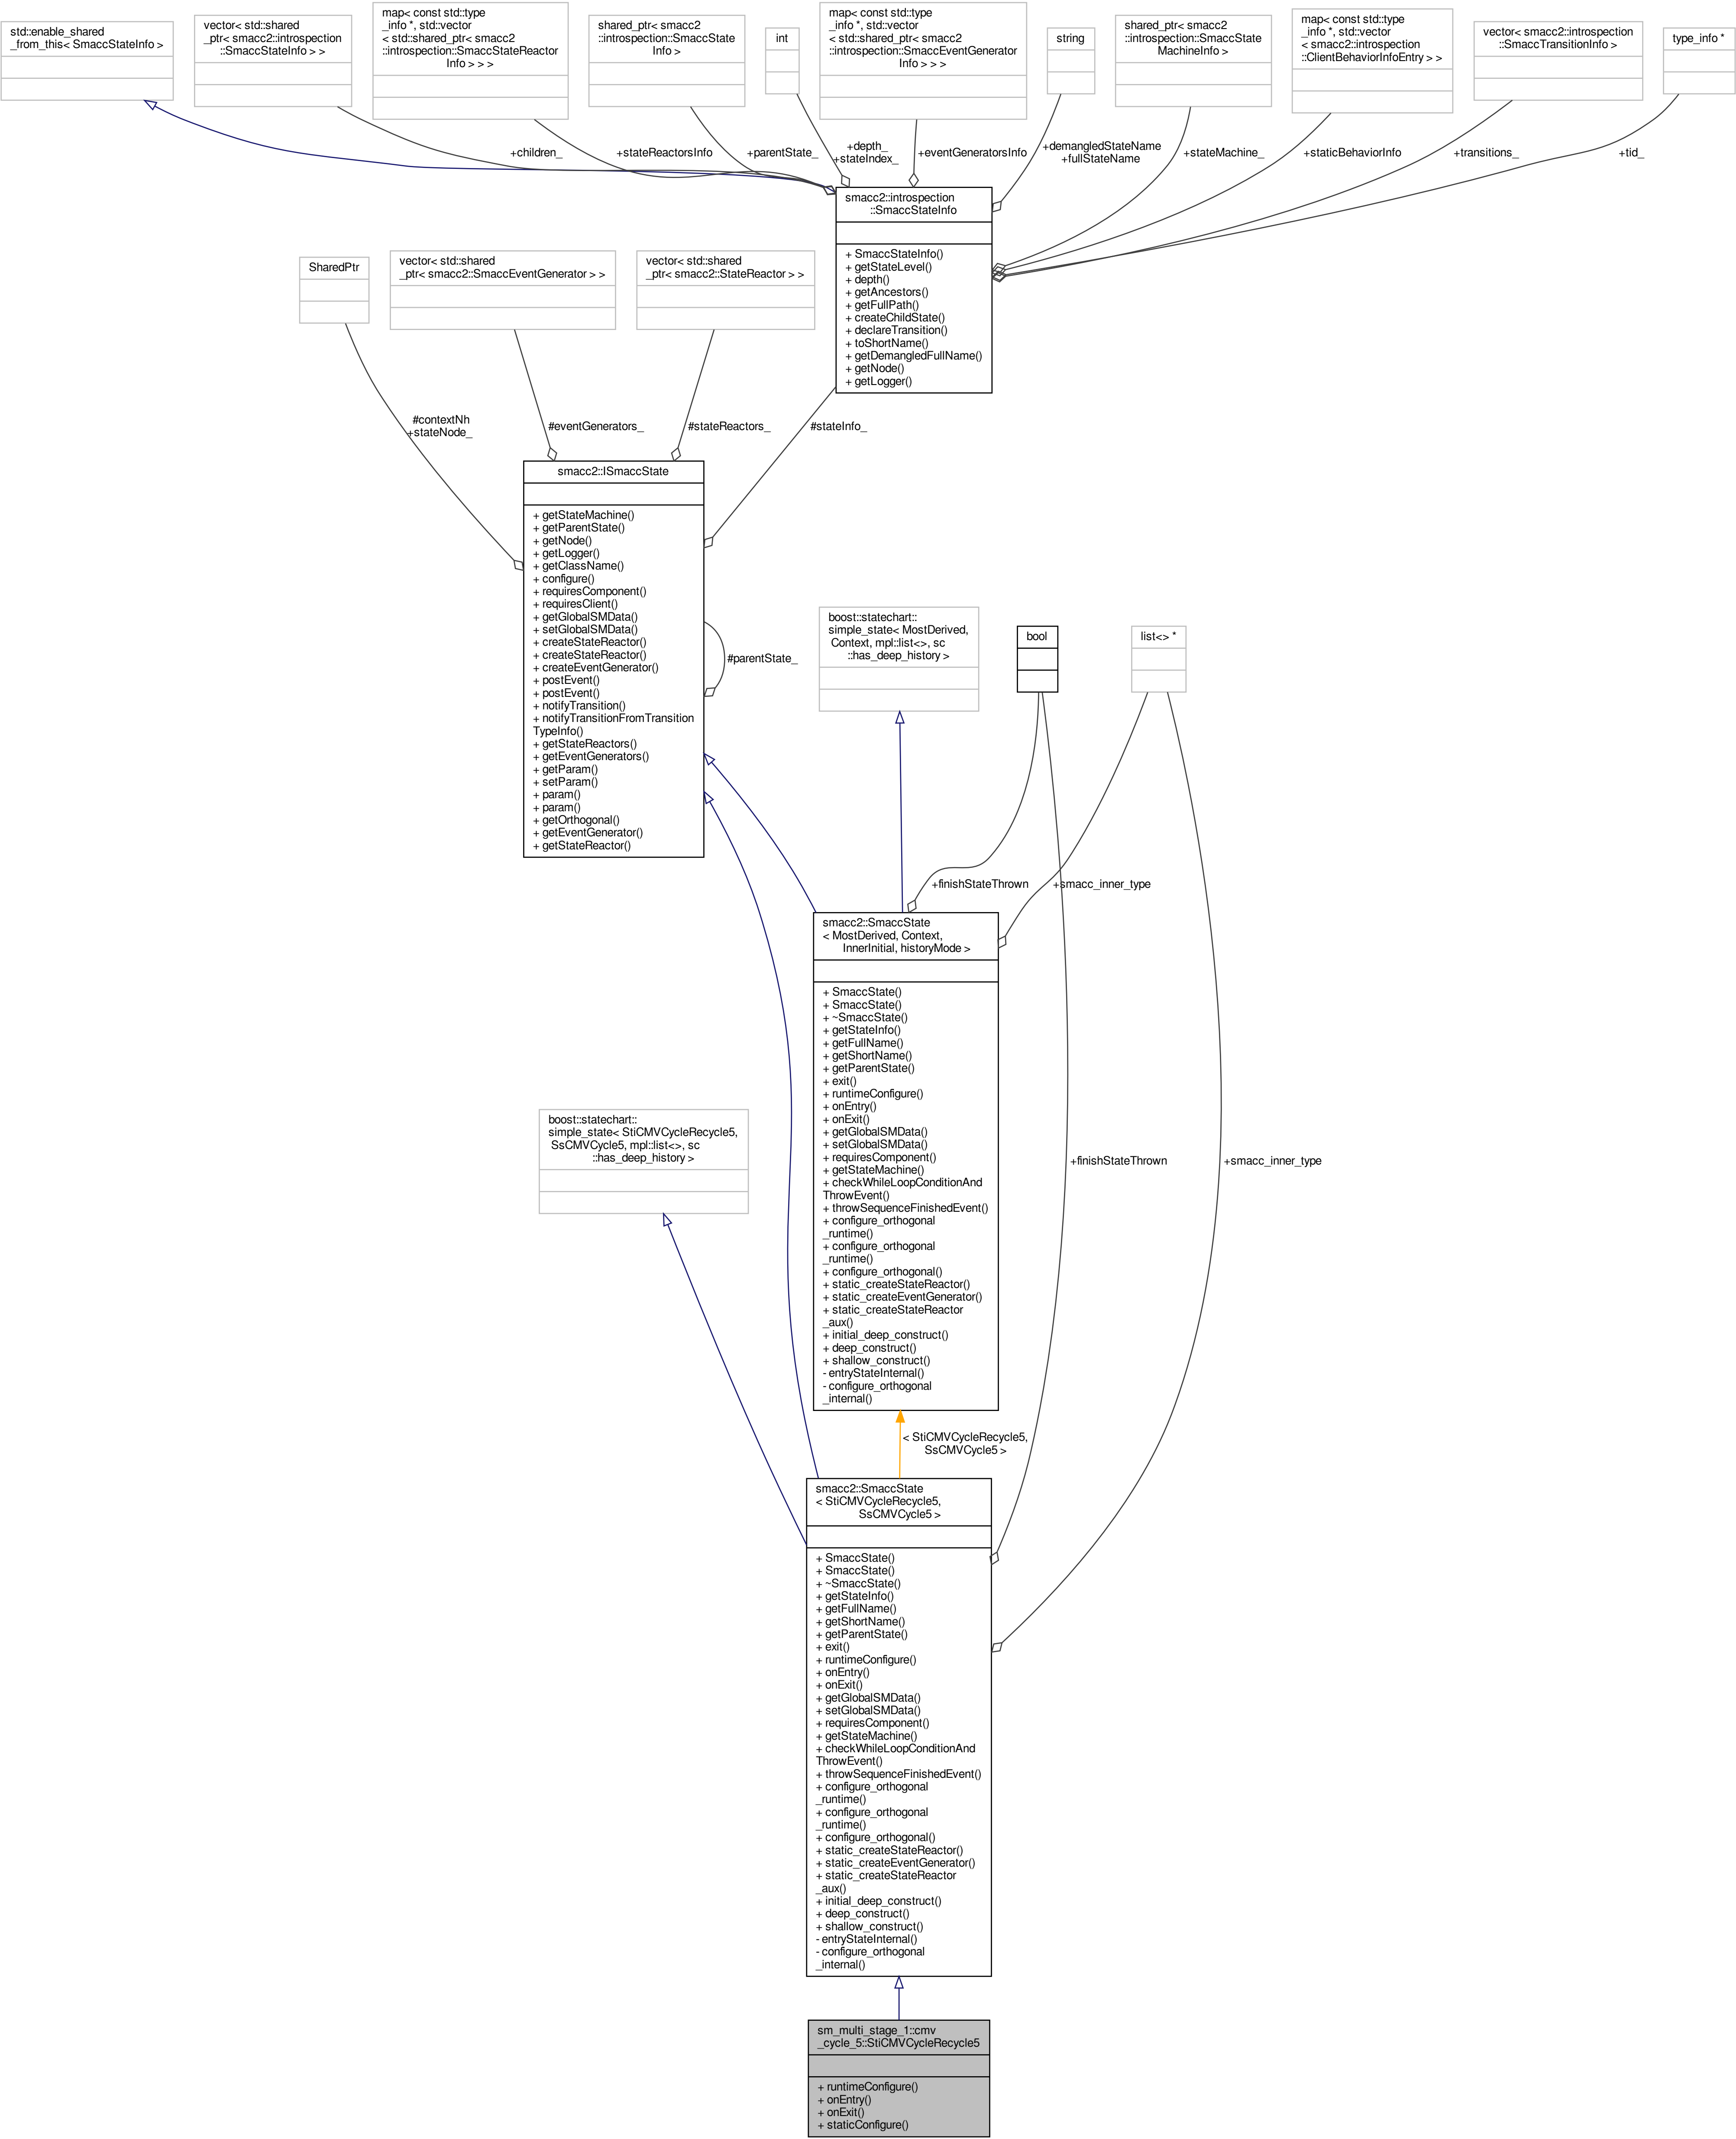 std::enable_shared
_from_this< SmaccStateInfo >
vector< std::shared
_ptr< smacc2::introspection
::SmaccStateInfo > >
map< const std::type
_info *, std::vector
< std::shared_ptr< smacc2
::introspection::SmaccStateReactor
Info > > >
shared_ptr< smacc2
::introspection::SmaccState
Info >
int
map< const std::type
_info *, std::vector
< std::shared_ptr< smacc2
::introspection::SmaccEventGenerator
Info > > >
string
shared_ptr< smacc2
::introspection::SmaccState
MachineInfo >
map< const std::type
_info *, std::vector
< smacc2::introspection
::ClientBehaviorInfoEntry > >
vector< smacc2::introspection
::SmaccTransitionInfo >
type_info *
+children_
+stateReactorsInfo
+parentState_
+depth_
+stateIndex_
+eventGeneratorsInfo
+demangledStateName
+fullStateName
+stateMachine_
+staticBehaviorInfo
+transitions_
+tid_
smacc2::introspection
::SmaccStateInfo
+ SmaccStateInfo()
+ getStateLevel()
+ depth()
+ getAncestors()
+ getFullPath()
+ createChildState()
+ declareTransition()
+ toShortName()
+ getDemangledFullName()
+ getNode()
+ getLogger()
SharedPtr
vector< std::shared
_ptr< smacc2::SmaccEventGenerator > >
vector< std::shared
_ptr< smacc2::StateReactor > >
#contextNh
+stateNode_
#eventGenerators_
#stateReactors_
#stateInfo_
smacc2::ISmaccState
+ getStateMachine()
+ getParentState()
+ getNode()
+ getLogger()
+ getClassName()
+ configure()
+ requiresComponent()
+ requiresClient()
+ getGlobalSMData()
+ setGlobalSMData()
+ createStateReactor()
+ createStateReactor()
+ createEventGenerator()
+ postEvent()
+ postEvent()
+ notifyTransition()
+ notifyTransitionFromTransition
TypeInfo()
+ getStateReactors()
+ getEventGenerators()
+ getParam()
+ setParam()
+ param()
+ param()
+ getOrthogonal()
+ getEventGenerator()
+ getStateReactor()
#parentState_
boost::statechart::
simple_state< MostDerived,
Context, mpl::list<>, sc
::has_deep_history >
bool
list<> *
+finishStateThrown
+smacc_inner_type
smacc2::SmaccState
< MostDerived, Context,
InnerInitial, historyMode >
+ SmaccState()
+ SmaccState()
+ ~SmaccState()
+ getStateInfo()
+ getFullName()
+ getShortName()
+ getParentState()
+ exit()
+ runtimeConfigure()
+ onEntry()
+ onExit()
+ getGlobalSMData()
+ setGlobalSMData()
+ requiresComponent()
+ getStateMachine()
+ checkWhileLoopConditionAnd
ThrowEvent()
+ throwSequenceFinishedEvent()
+ configure_orthogonal
_runtime()
+ configure_orthogonal
_runtime()
+ configure_orthogonal()
+ static_createStateReactor()
+ static_createEventGenerator()
+ static_createStateReactor
_aux()
+ initial_deep_construct()
+ deep_construct()
+ shallow_construct()
- entryStateInternal()
- configure_orthogonal
_internal()
boost::statechart::
simple_state< StiCMVCycleRecycle5,
SsCMVCycle5, mpl::list<>, sc
::has_deep_history >
+finishStateThrown
+smacc_inner_type
< StiCMVCycleRecycle5,
SsCMVCycle5 >
smacc2::SmaccState
< StiCMVCycleRecycle5,
SsCMVCycle5 >
+ SmaccState()
+ SmaccState()
+ ~SmaccState()
+ getStateInfo()
+ getFullName()
+ getShortName()
+ getParentState()
+ exit()
+ runtimeConfigure()
+ onEntry()
+ onExit()
+ getGlobalSMData()
+ setGlobalSMData()
+ requiresComponent()
+ getStateMachine()
+ checkWhileLoopConditionAnd
ThrowEvent()
+ throwSequenceFinishedEvent()
+ configure_orthogonal
_runtime()
+ configure_orthogonal
_runtime()
+ configure_orthogonal()
+ static_createStateReactor()
+ static_createEventGenerator()
+ static_createStateReactor
_aux()
+ initial_deep_construct()
+ deep_construct()
+ shallow_construct()
- entryStateInternal()
- configure_orthogonal
_internal()
sm_multi_stage_1::cmv
_cycle_5::StiCMVCycleRecycle5
+ runtimeConfigure()
+ onEntry()
+ onExit()
+ staticConfigure()